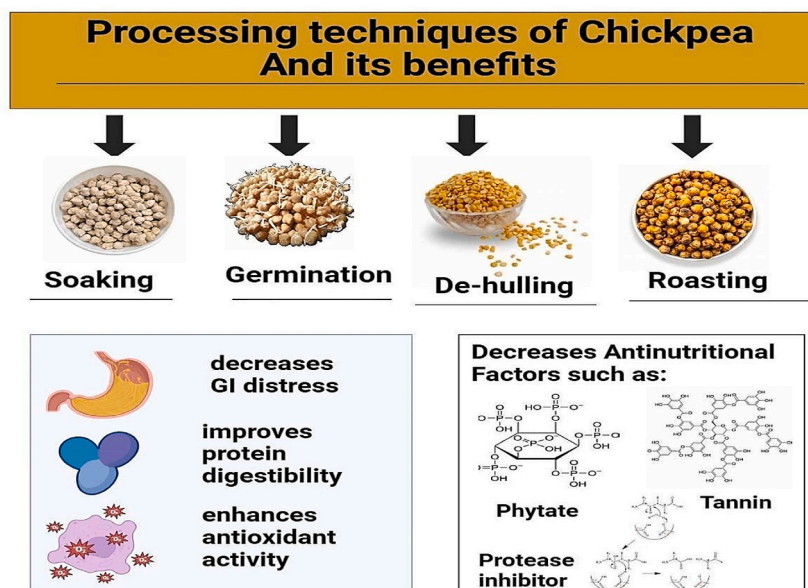 Processing techniques of Chickpea
And its benefits
Soaking
Germination
De-hulling
Roasting
decreases
GI distress
improves
protein
digestibility
enhances
antioxidant
activity
Decreases Antinutritional
Factors such as:
Phytate
Tannin
Protease
inhibitor